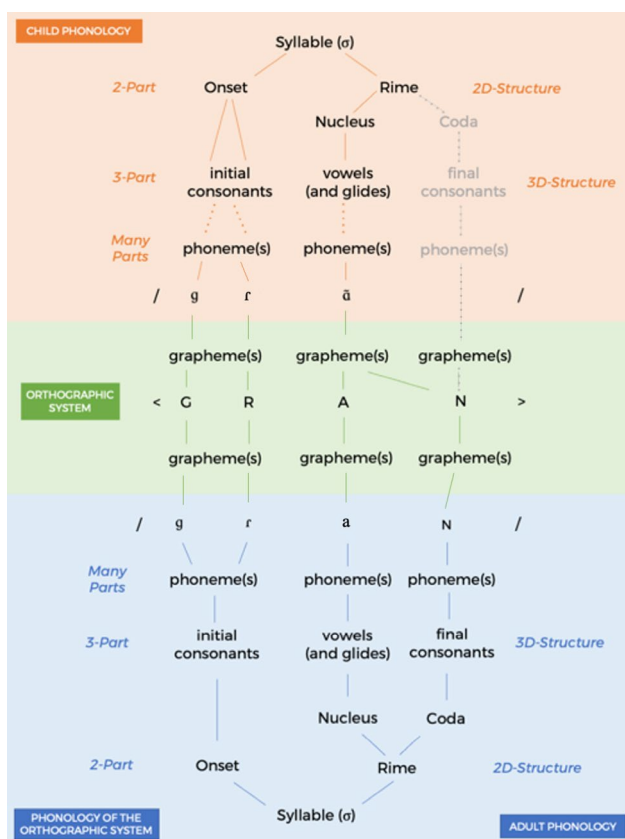 CHILD PHONOLOGY
Syllable (σ)
2-Part Onset Rime 2D-Structure
Nucleus Coda
3-Part initial consonants vowels (and glides) final consonants 3D-Structure
Many Parts phoneme(s) phoneme(s) phoneme(s)
/ ɡ ɾ ã /
grapheme(s) grapheme(s) grapheme(s)
ORTHOGRAPHIC SYSTEM < G R A N >
grapheme(s) grapheme(s) grapheme(s)
/ ɡ ɾ a N /
Many Parts phoneme(s) phoneme(s) phoneme(s)
3-Part initial consonants vowels (and glides) final consonants 3D-Structure
Nucleus Coda
2-Part Onset Rime 2D-Structure
Syllable (σ)
PHONOLOGY OF THE ORTHOGRAPHIC SYSTEM
ADULT PHONOLOGY